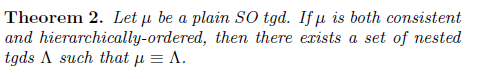 Theorem 2. Let μ be a plain SO tgd. If μ is both consistent
and hierarchically-ordered, then there exists a set of nested
tgds Λ such that μ ≡ Λ.